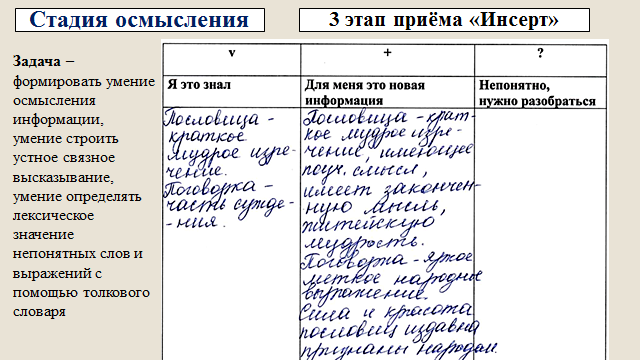 Стадия осмысления
3 этап приёма «Инсерт»
Задача –
формировать умение
осмысления
информации,
умение строить
устное связное
высказывание,
умение определять
лексическое
значение
непонятных слов и
выражений с
помощью толкового
словаря
v
+
?
Я это знал
Для меня это новая
информация
Непонятно,
нужно разобраться
Пословица -
краткое
мудрое изре-
чение.
Поговорка -
часть сужде-
- ния.
Пословица - крат-
кое мудрое изре-
чение, имеющее
поуч. смысл,
имеет закончен-
ную мысль,
житейскую
мудрость.
Поговорка - яркое
меткое народное
выражение.
Сила и красота
пословиц издавна
признаны народом.